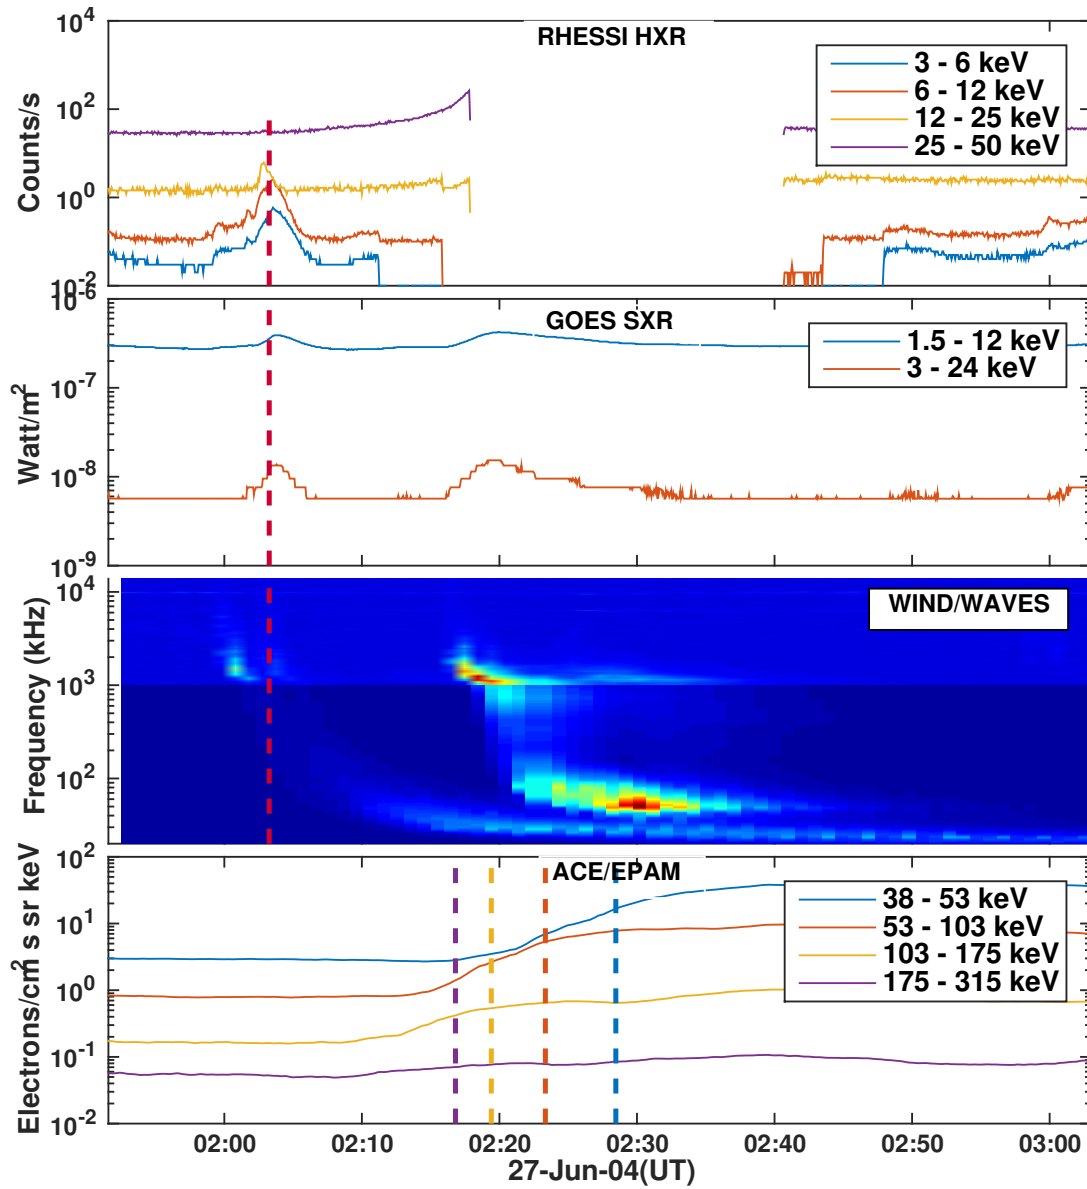 RHESSI HXR
10^4
10^2
10^0
10^-2
10^-6
Counts/s
3 - 6 keV
6 - 12 keV
12 - 25 keV
25 - 50 keV
GOES SXR
10^-7
10^-8
10^-9
Watt/m^2
1.5 - 12 keV
3 - 24 keV
WIND/WAVES
10^4
10^3
10^2
Frequency (kHz)
ACE/EPAM
10^2
10^1
10^0
10^-1
10^-2
Electrons/cm^2 s sr keV
38 - 53 keV
53 - 103 keV
103 - 175 keV
175 - 315 keV
02:00 02:10 02:20 02:30 02:40 02:50 03:00
27-Jun-04(UT)